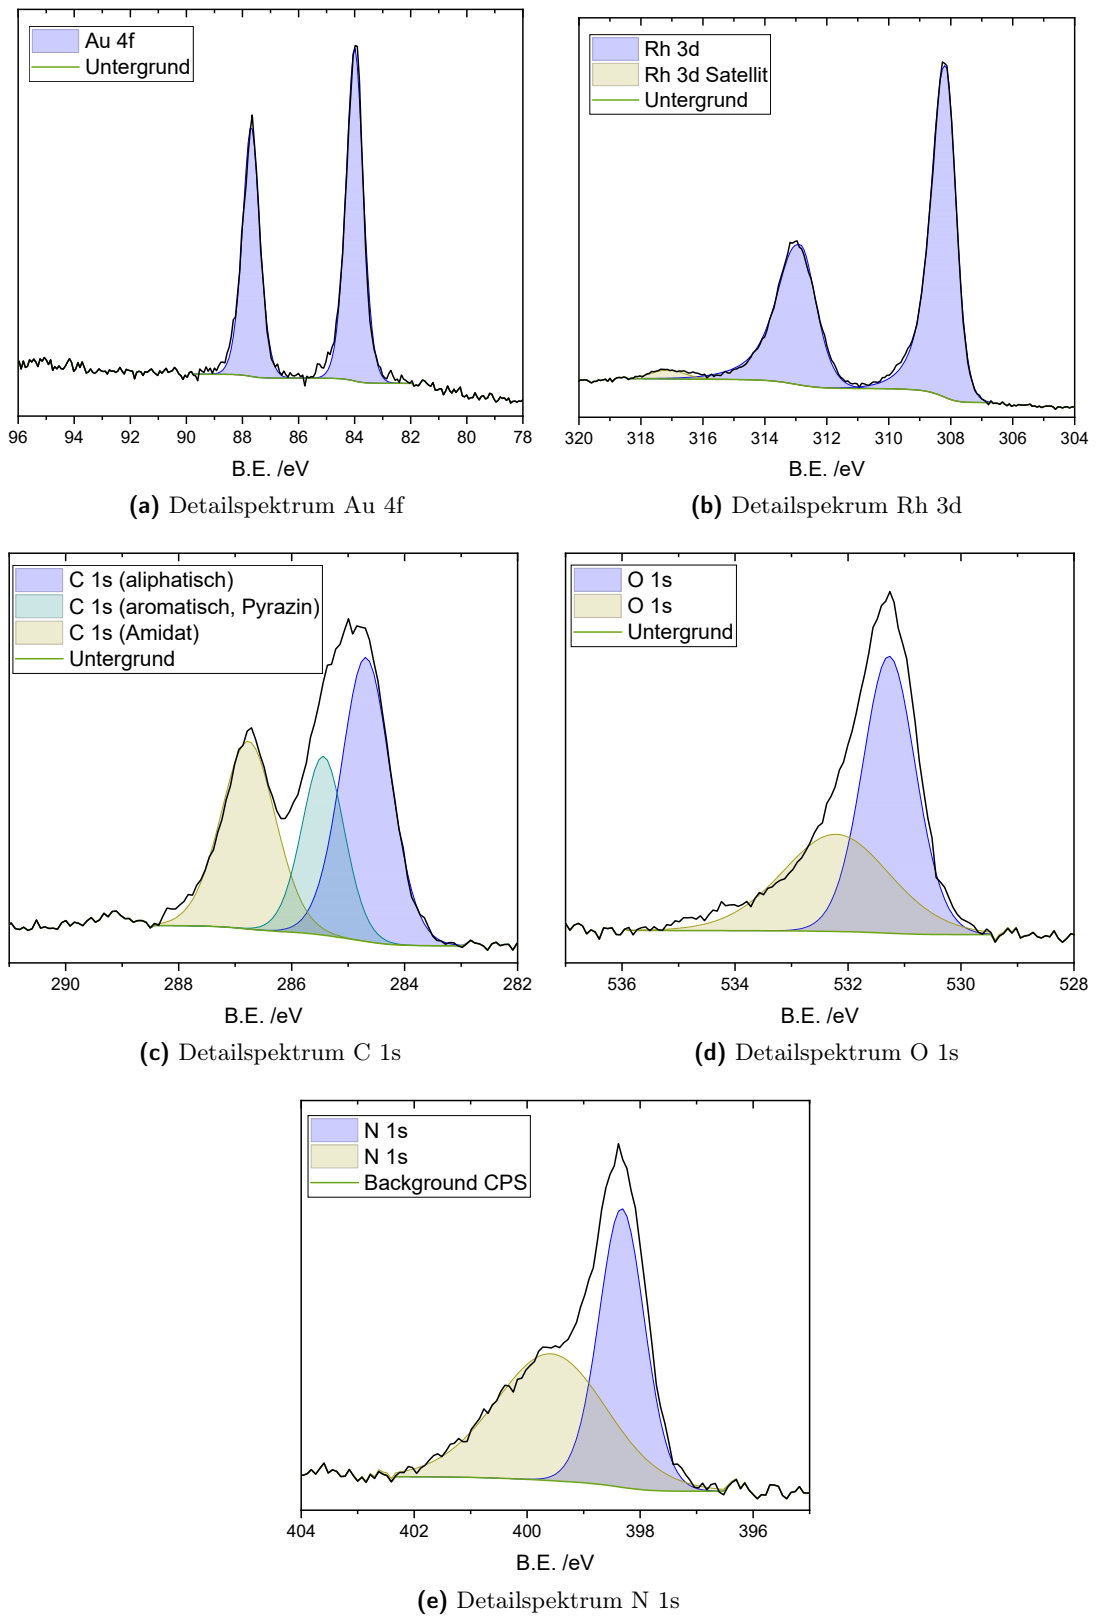 Au 4f
Untergrund
96 94 92 90 88 86 84 82 80 78
B.E. /eV
(a) Detailspektrum Au 4f
Rh 3d
Rh 3d Satellit
Untergrund
320 318 316 314 312 310 308 306 304
B.E. /eV
(b) Detailspekrum Rh 3d
C 1s (aliphatisch)
C 1s (aromatisch, Pyrazin)
C 1s (Amidat)
Untergrund
290 288 286 284 282
B.E. /eV
(c) Detailspektrum C 1s
O 1s
O 1s
Untergrund
536 534 532 530 528
B.E. /eV
(d) Detailspektrum O 1s
N 1s
N 1s
Background CPS
404 402 400 398 396
B.E. /eV
(e) Detailspektrum N 1s